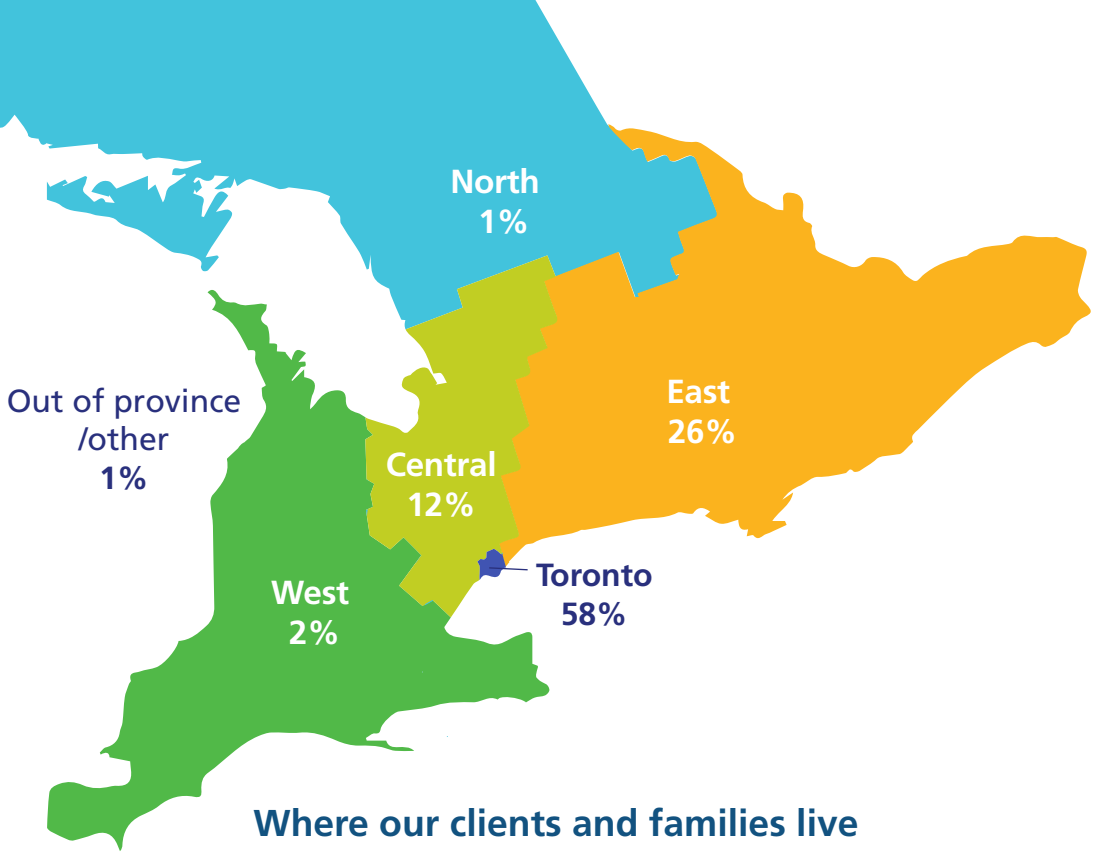 North
1%
East
26%
Out of province
/other
1%
Central
12%
Toronto
58%
West
2%
Where our clients and families live